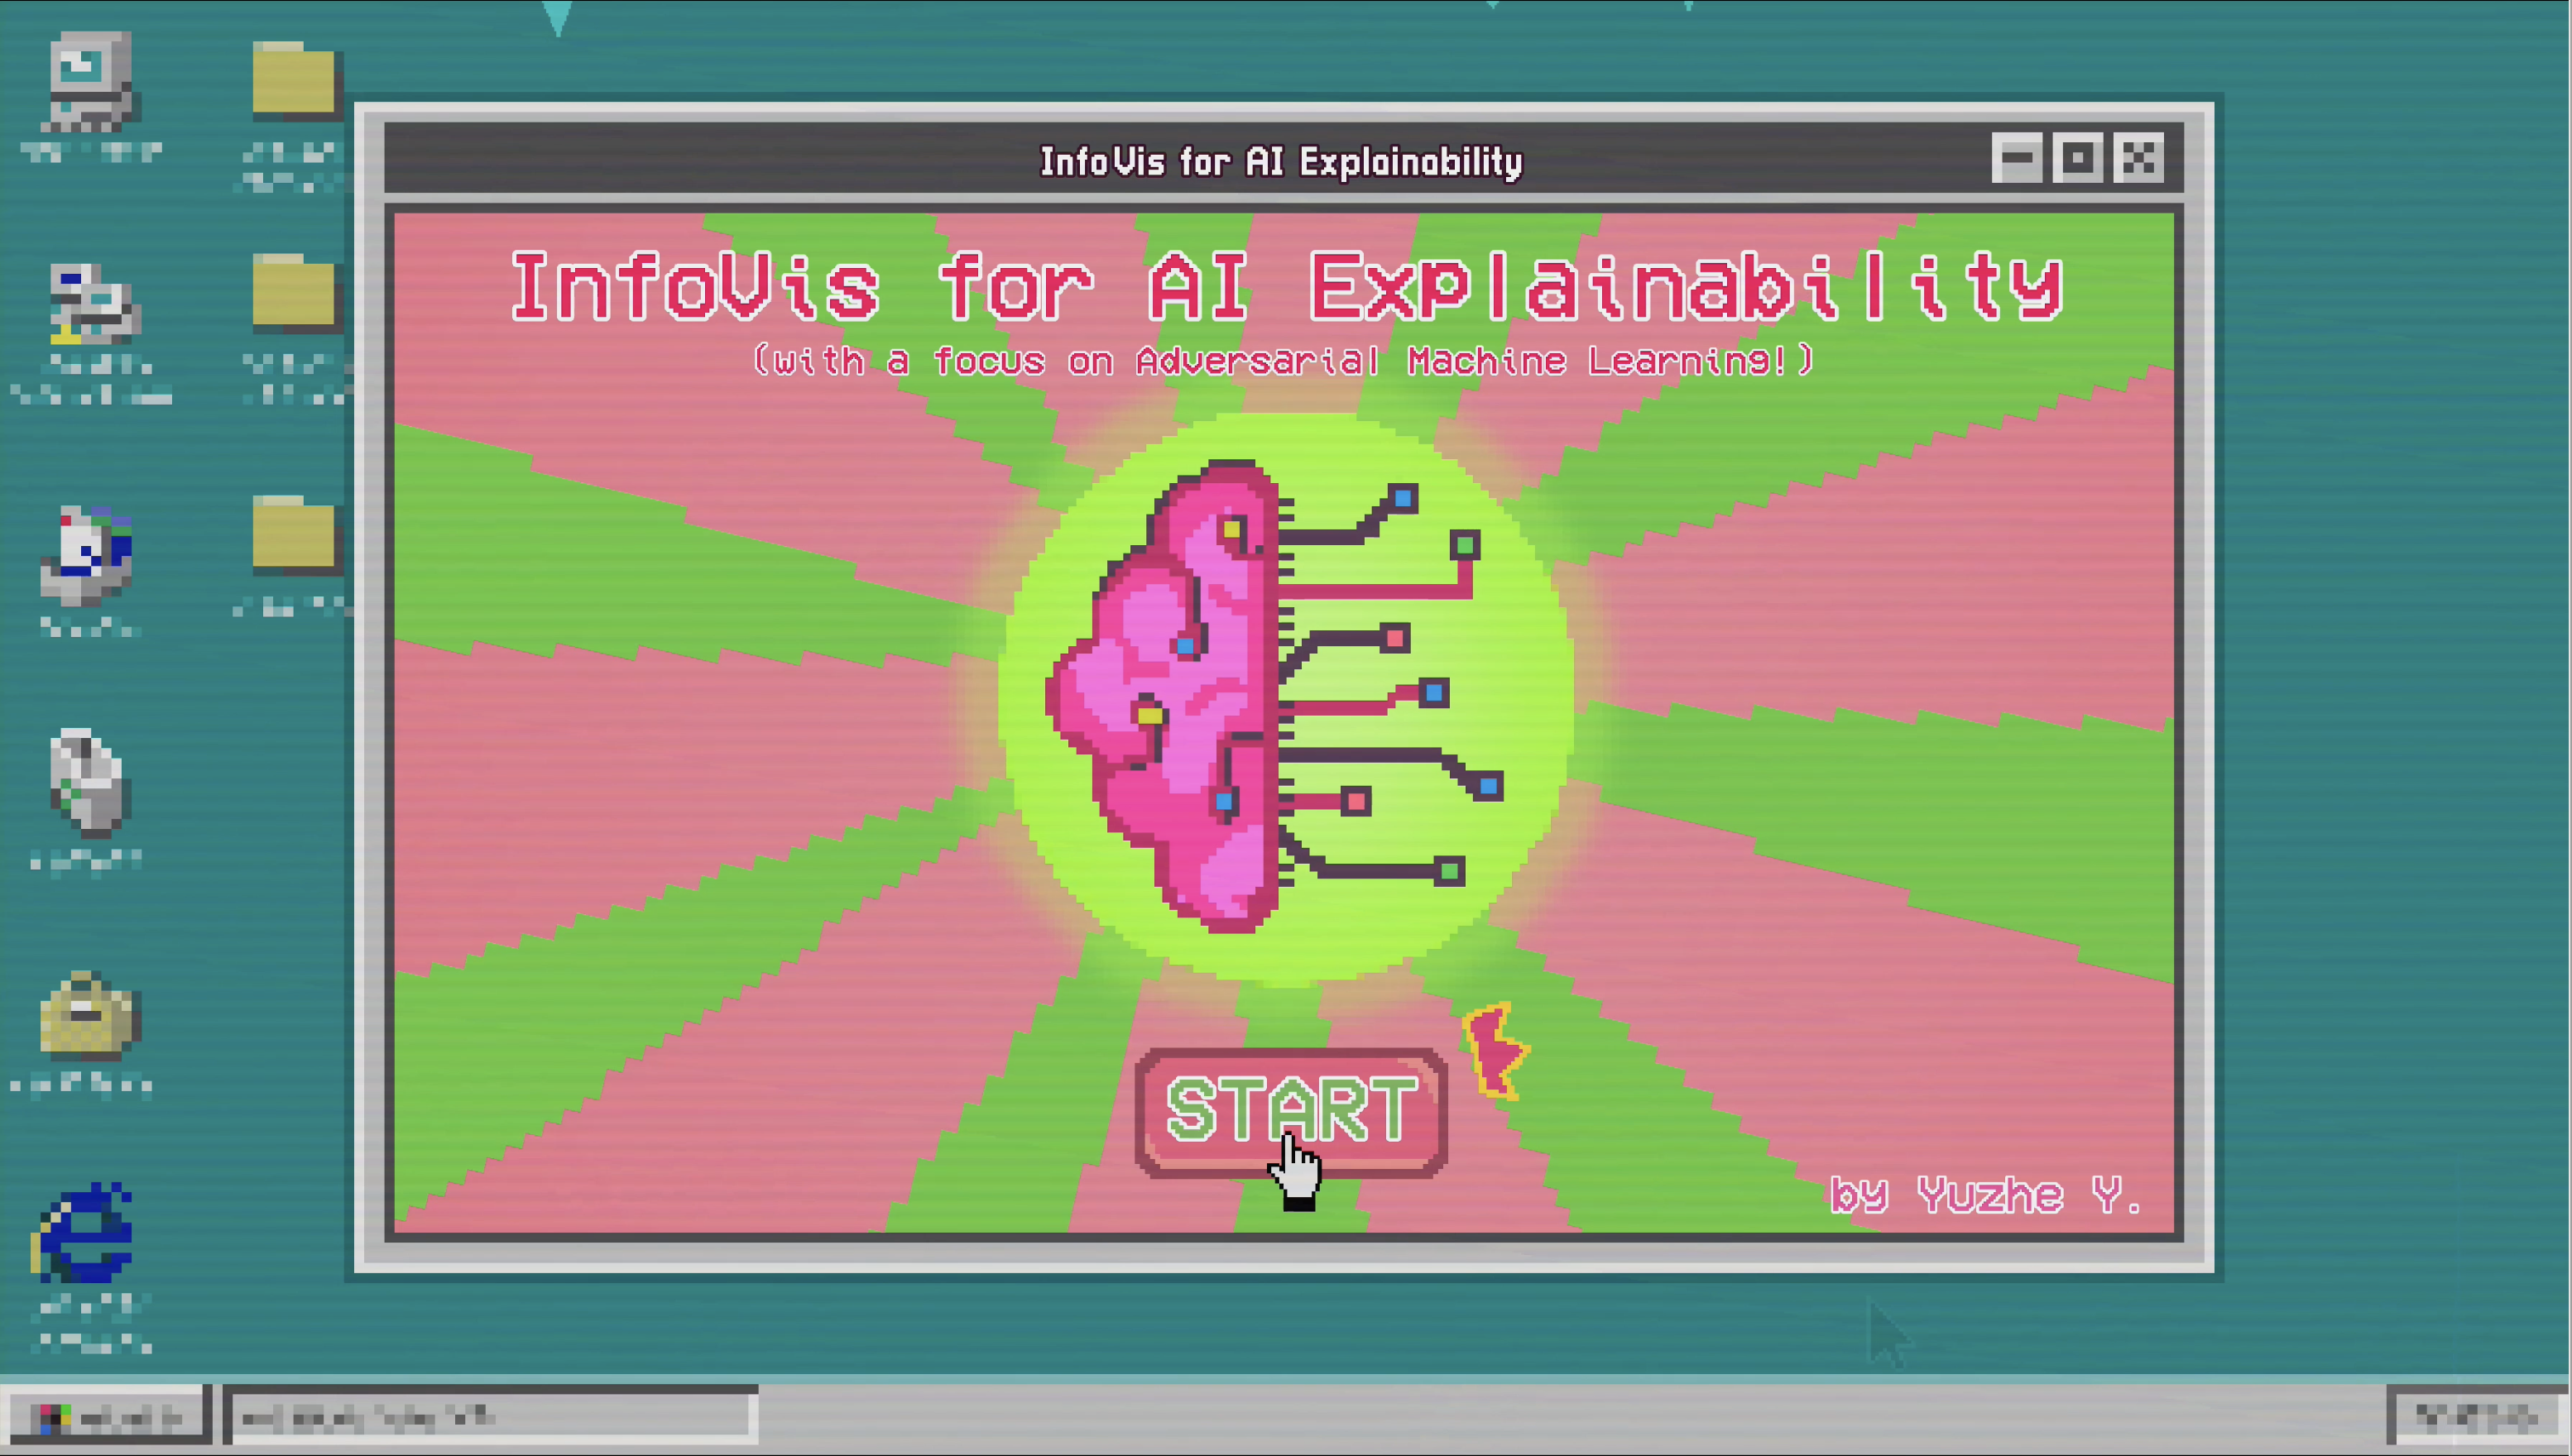 InfoVis for AI Explainability
InfoVis for AI Explainability
(with a focus on Adversarial Machine Learning!)
START
by Yuzhe Y.